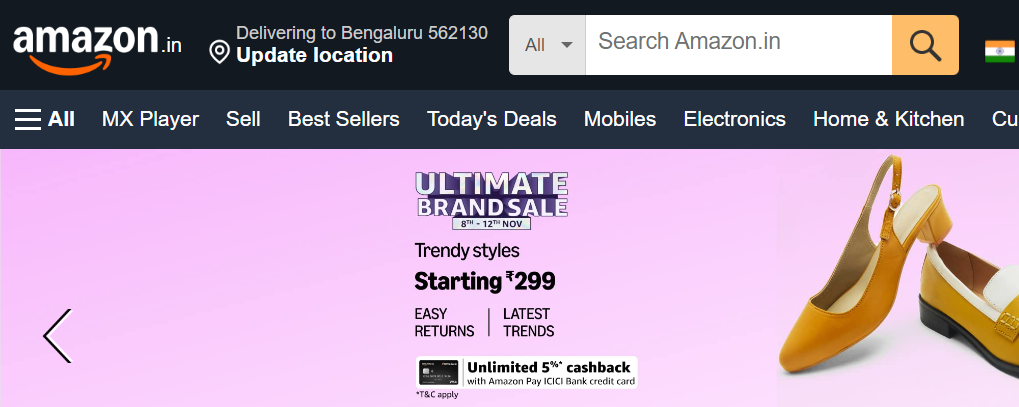 amazon.in
Delivering to Bengaluru 562130
Update location
All
Search Amazon.in
All MX Player Sell Best Sellers Today's Deals Mobiles Electronics Home & Kitchen Cu
ULTIMATE
BRAND SALE
8TH - 12TH NOV
Trendy styles
Starting ₹299
EASY RETURNS | LATEST TRENDS
Unlimited 5%* cashback
with Amazon Pay ICICI Bank credit card
*T&C apply